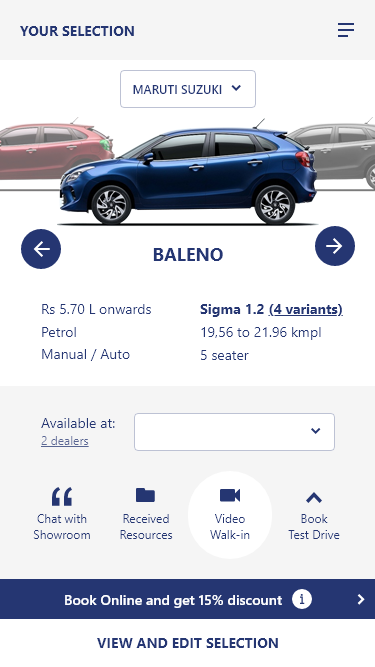 YOUR SELECTION
MARUTI SUZUKI
BALENO
Rs 5.70 L onwards
Petrol
Manual / Auto
Sigma 1.2 (4 variants)
19,56 to 21.96 kmpl
5 seater
Available at:
2 dealers
Chat with
Showroom
Received
Resources
Video
Walk-in
Book
Test Drive
Book Online and get 15% discount
VIEW AND EDIT SELECTION